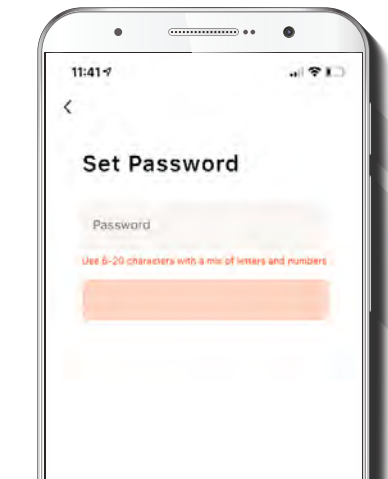 11:41
Set Password
Password
Use 6-20 characters with a mix of letters and numbers